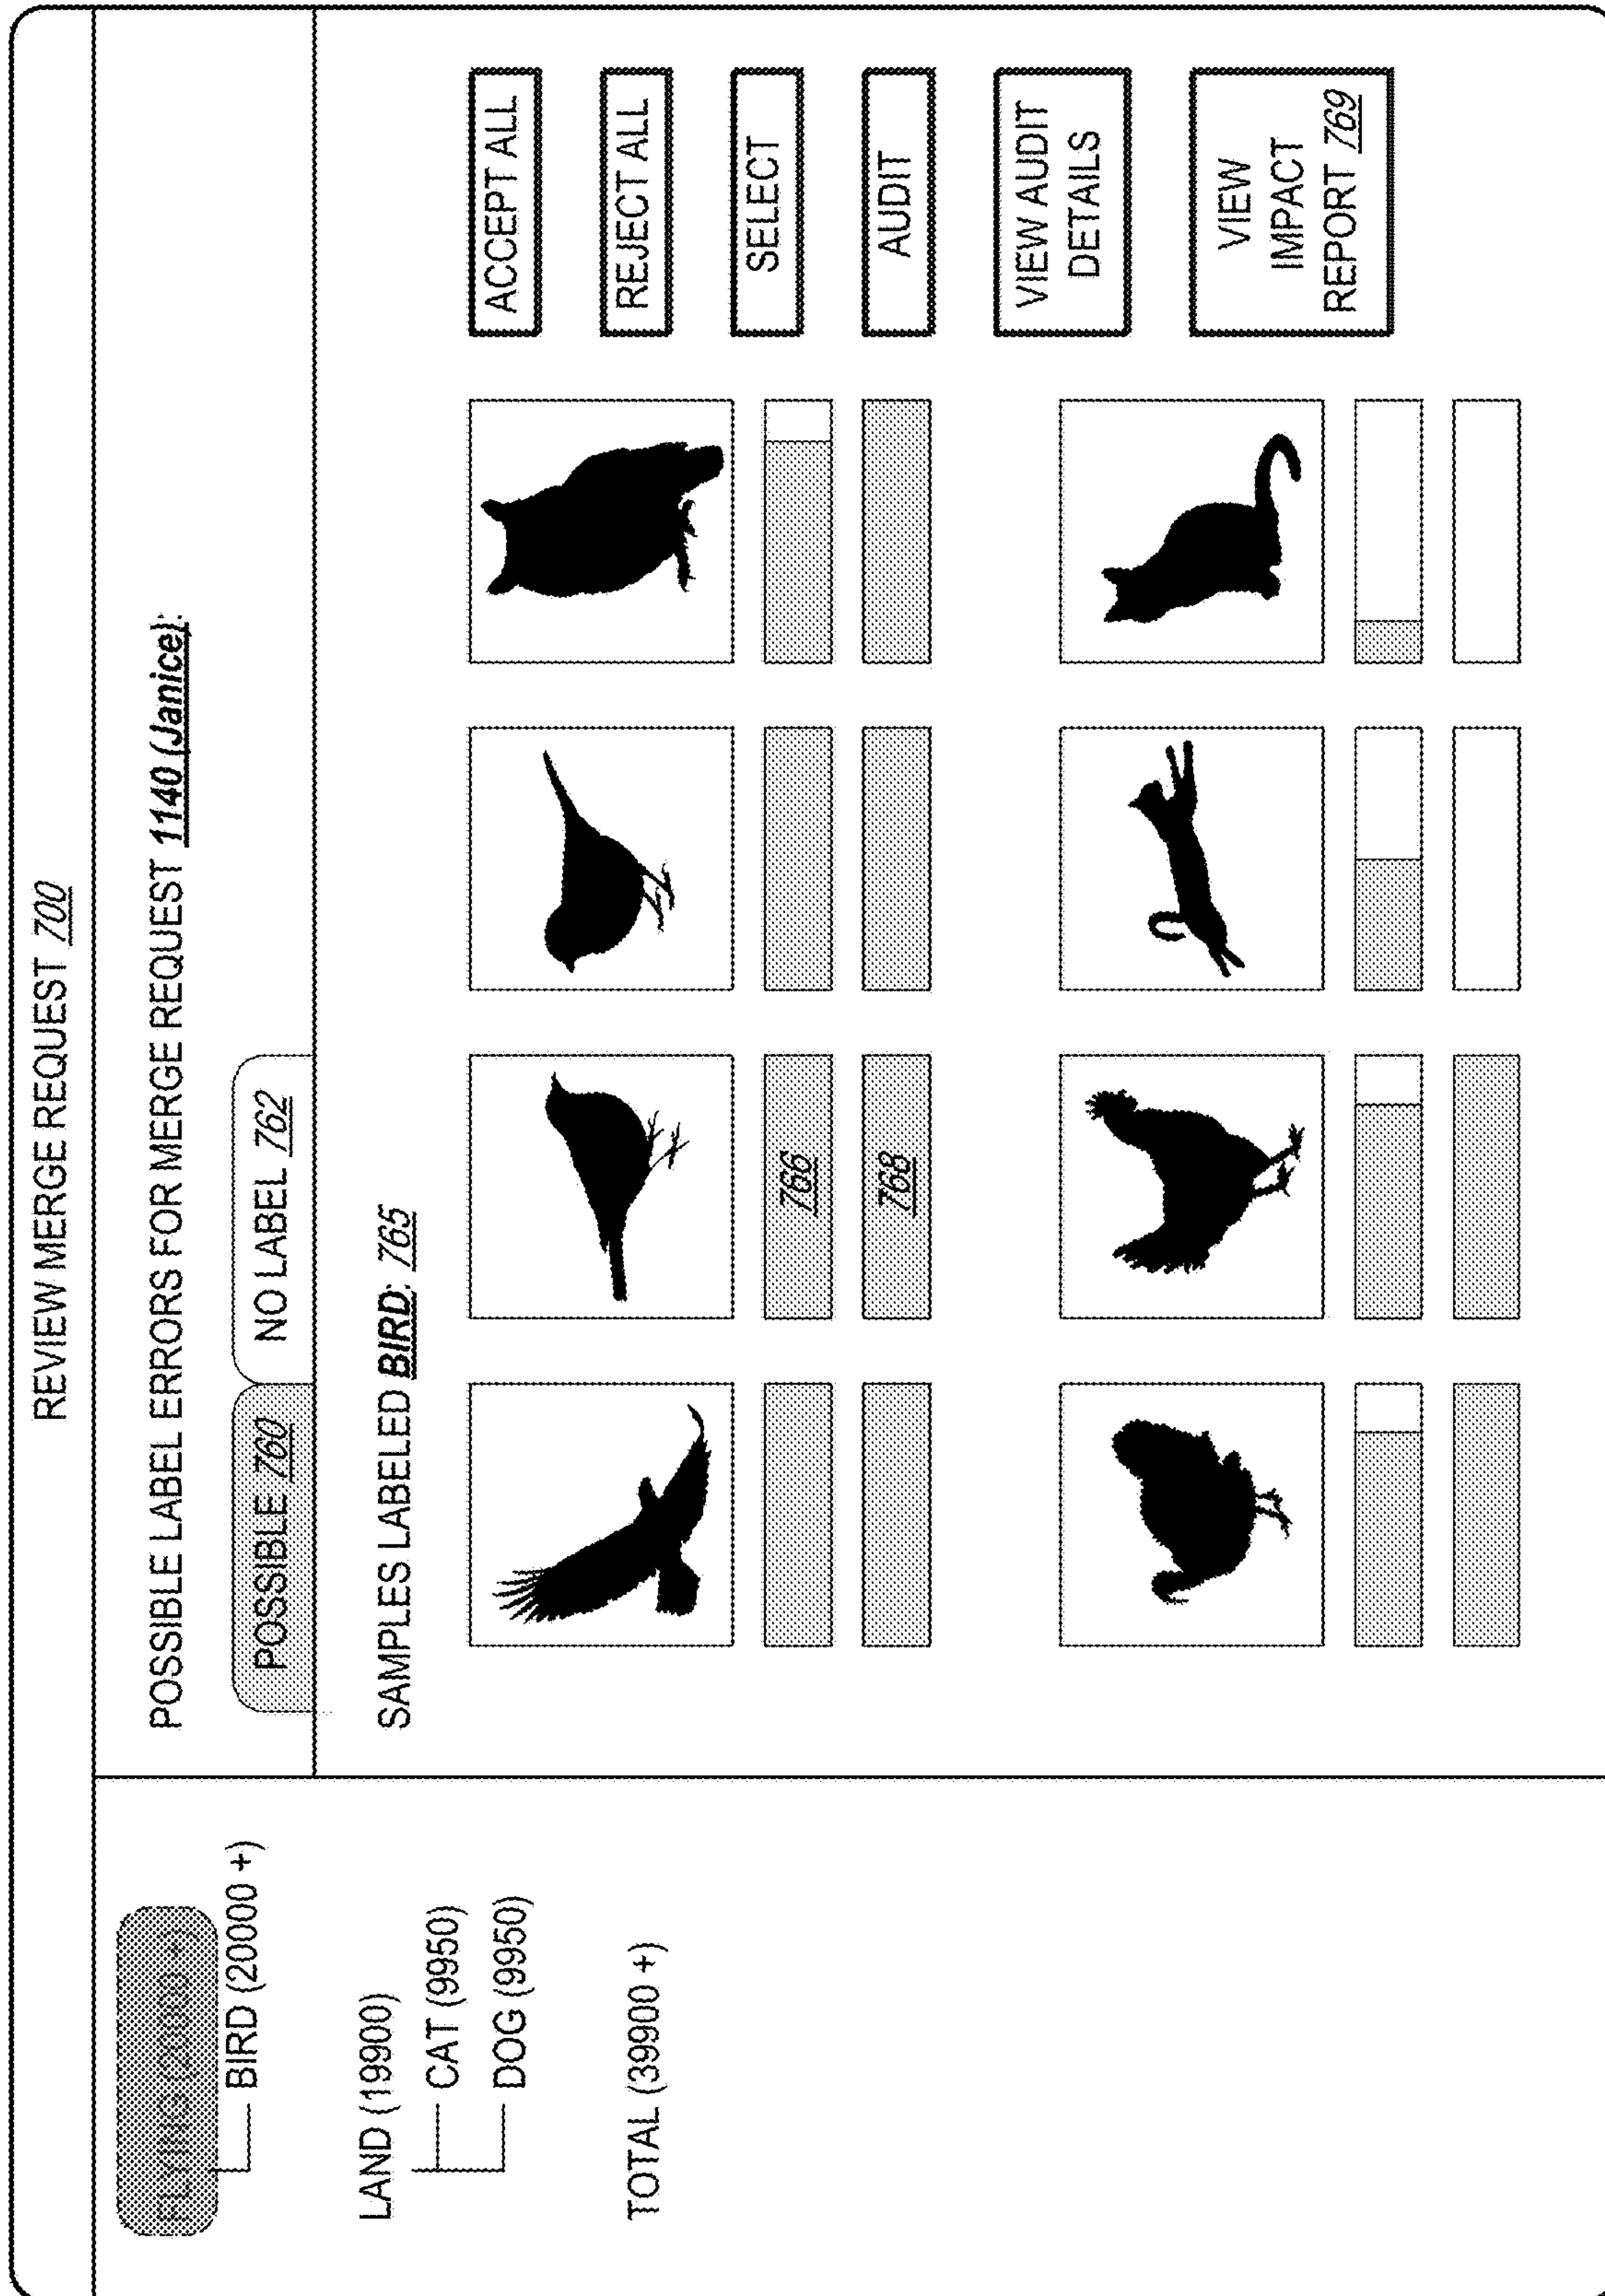 REVIEW MERGE REQUEST 700
FLYING (20000 +)
BIRD (20000 +)
LAND (19900)
CAT (9950)
DOG (9950)
TOTAL (39900 +)
POSSIBLE LABEL ERRORS FOR MERGE REQUEST 1140 (Janice):
POSSIBLE 760
NO LABEL 762
SAMPLES LABELED BIRD: 765
766
768
ACCEPT ALL
REJECT ALL
SELECT
AUDIT
VIEW AUDIT
DETAILS
VIEW
IMPACT
REPORT 769